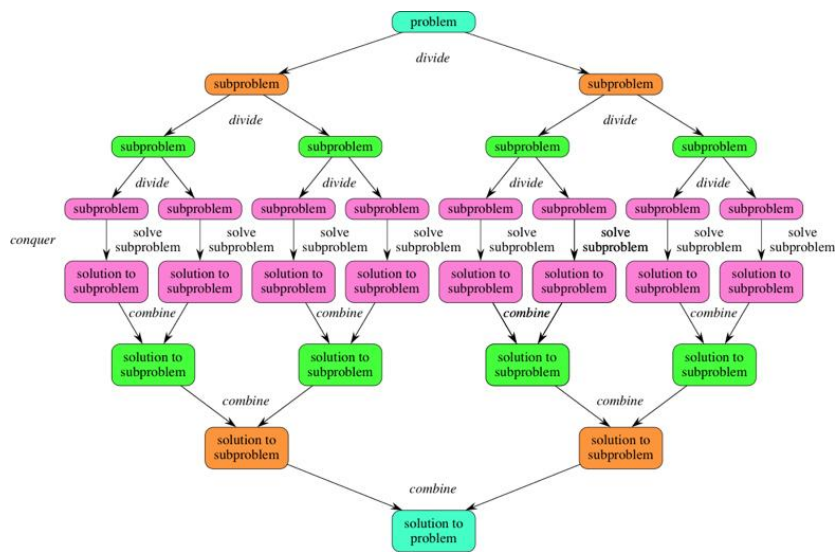 problem
divide
subproblem subproblem
divide divide
subproblem subproblem subproblem subproblem
divide divide divide divide
subproblem subproblem subproblem subproblem subproblem subproblem subproblem subproblem
conquer solve solve solve solve solve solve solve solve
subproblem subproblem subproblem subproblem subproblem subproblem subproblem subproblem
solution to solution to solution to solution to solution to solution to solution to solution to
subproblem subproblem subproblem subproblem subproblem subproblem subproblem subproblem
combine combine combine combine
solution to solution to solution to solution to
subproblem subproblem subproblem subproblem
combine combine
solution to solution to
subproblem subproblem
combine
solution to
problem